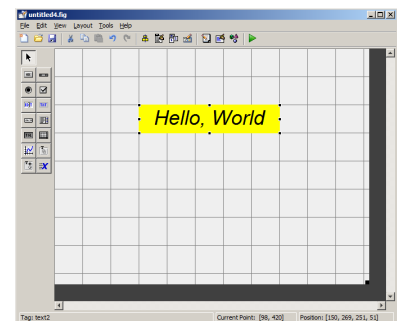 untitled4.fig
File Edit View Layout Tools Help
Hello, World
Tag: text2
Current Point: [98, 420]
Position: [150, 269, 251, 51]